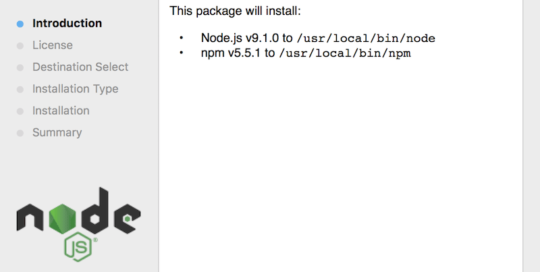 This package will install:
Introduction
• Node.js v9.1.0 to /usr/local/bin/node
License
• npm v5.5.1 to /usr/local/bin/npm
Destination Select
Installation Type
Installation
Summary
node
JS®